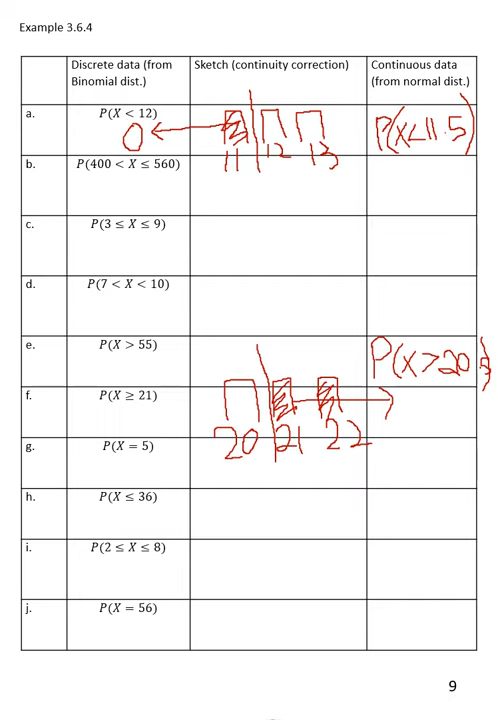 Example 3.6.4
Discrete data (from Binomial dist.) Sketch (continuity correction) Continuous data (from normal dist.)
a. P(X < 12)
0 11 12 13 P(X<11.5)
b. P(400 < X ≤ 560)
c. P(3 ≤ X ≤ 9)
d. P(7 < X < 10)
e. P(X > 55)
P(X>20
f. P(X ≥ 21)
20 21 22
g. P(X = 5)
h. P(X ≤ 36)
i. P(2 ≤ X ≤ 8)
j. P(X = 56)
9